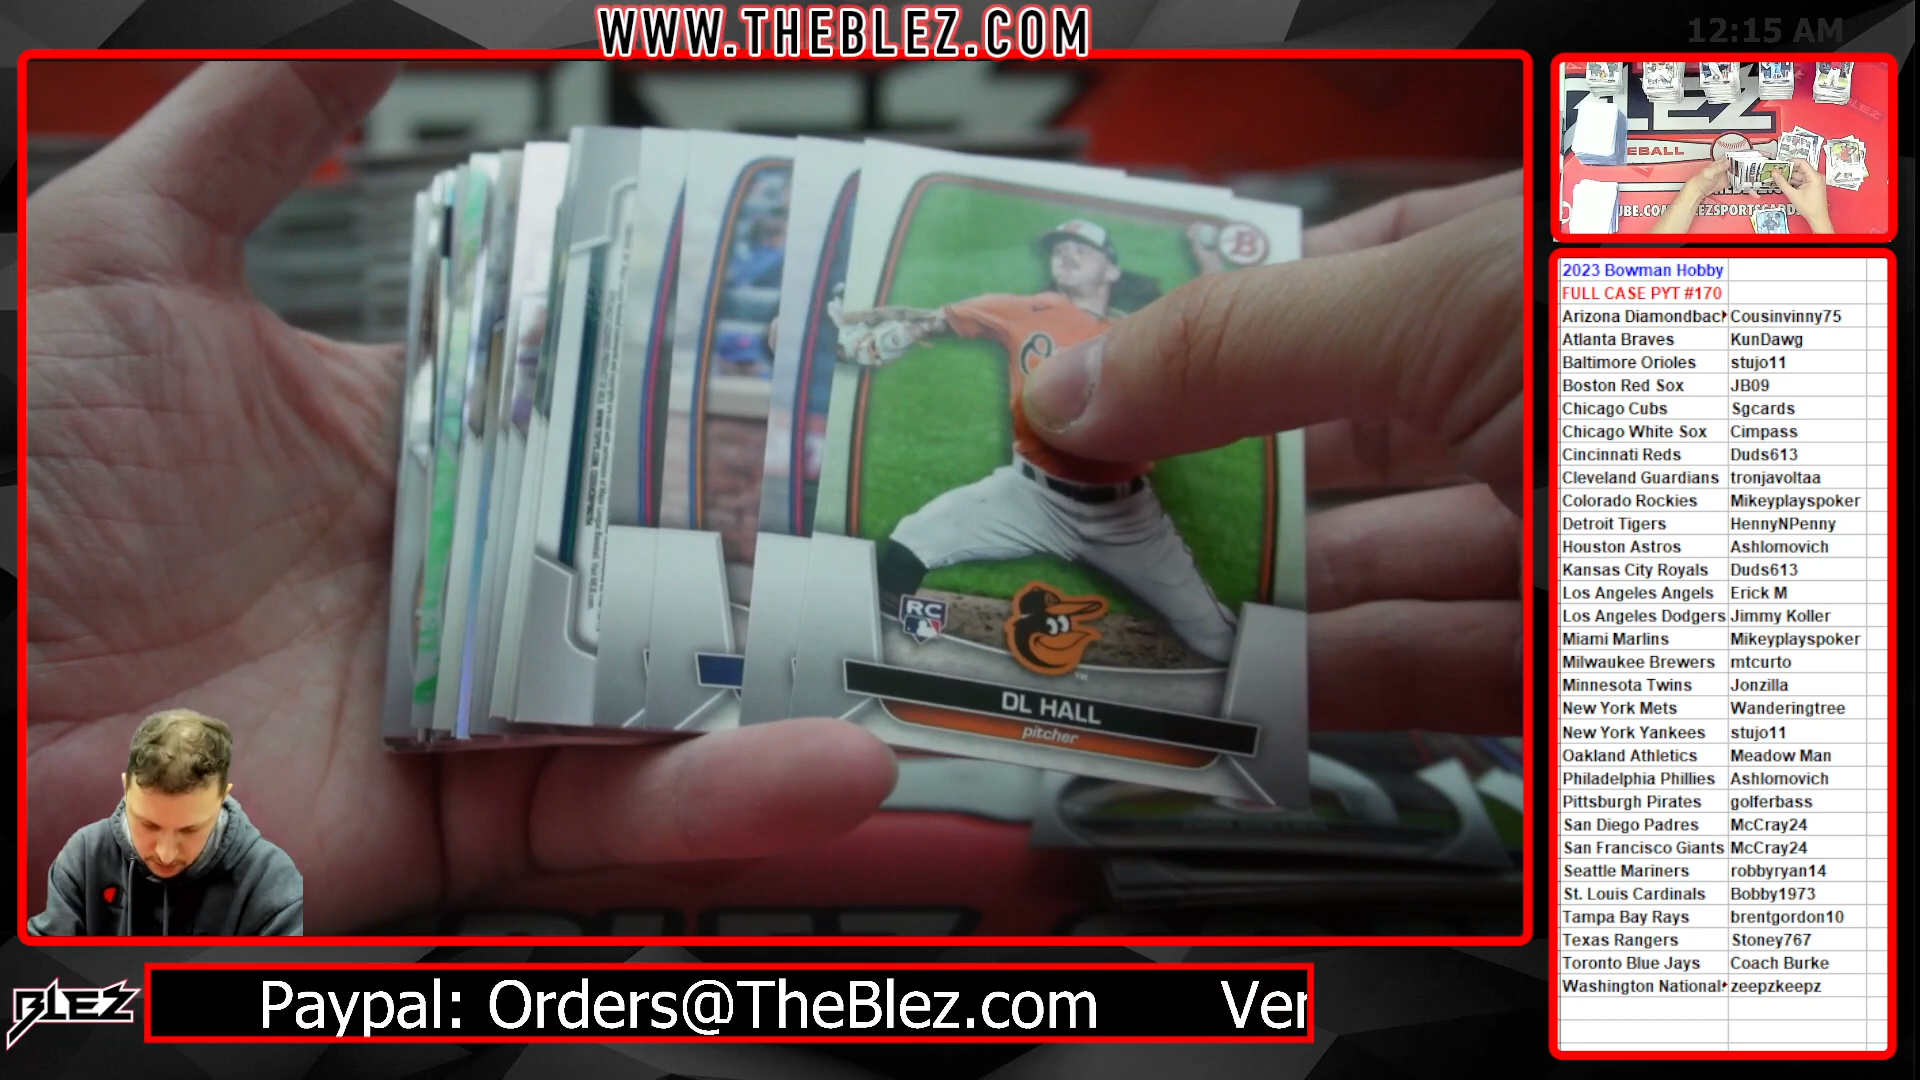 WWW.THEBLEZ.COM
12:15 AM
RC
DL HALL
pitcher
BLEZ
Paypal: Orders@TheBlez.com Ver
2023 Bowman Hobby
FULL CASE PYT #170
Arizona Diamondback Cousinvinny75
Atlanta Braves KunDawg
Baltimore Orioles stujo11
Boston Red Sox JB09
Chicago Cubs Sgcards
Chicago White Sox Cimpass
Cincinnati Reds Duds613
Cleveland Guardians tronjavoltaa
Colorado Rockies Mikeyplayspoker
Detroit Tigers HennyNPenny
Houston Astros Ashlomovich
Kansas City Royals Duds613
Los Angeles Angels Erick M
Los Angeles Dodgers Jimmy Koller
Miami Marlins Mikeyplayspoker
Milwaukee Brewers mtcurto
Minnesota Twins Jonzilla
New York Mets Wanderingtree
New York Yankees stujo11
Oakland Athletics Meadow Man
Philadelphia Phillies Ashlomovich
Pittsburgh Pirates golferbass
San Diego Padres McCray24
San Francisco Giants McCray24
Seattle Mariners robbyryan14
St. Louis Cardinals Bobby1973
Tampa Bay Rays brentgordon10
Texas Rangers Stoney767
Toronto Blue Jays Coach Burke
Washington National zeepzkeepz